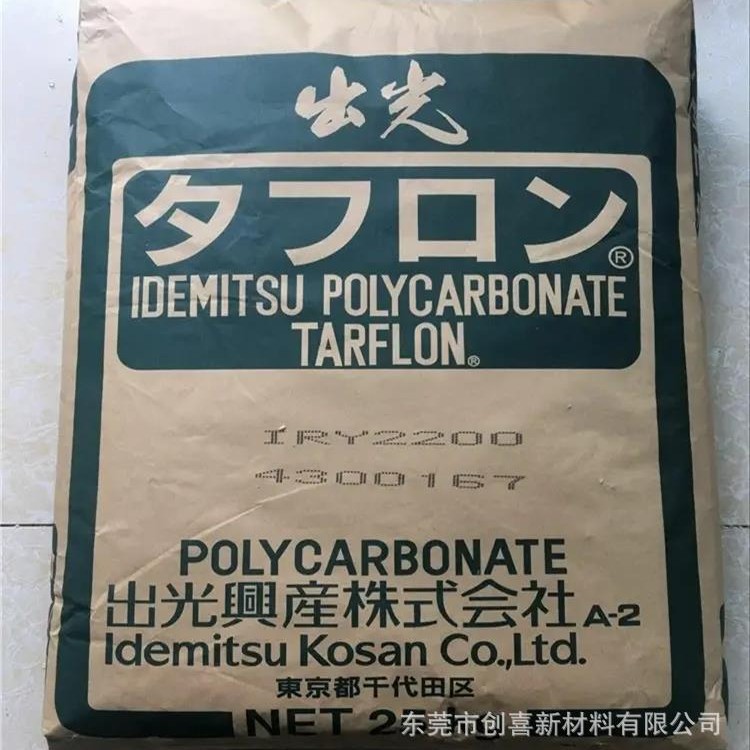 出光
タフロン®
IDEMITSU POLYCARBONATE
TARFLON®
IRY2200
4300167
POLYCARBONATE
出光興産株式会社 A-2
Idemitsu Kosan Co.,Ltd.
東京都千代田区
NET
东莞市创喜新材料有限公司